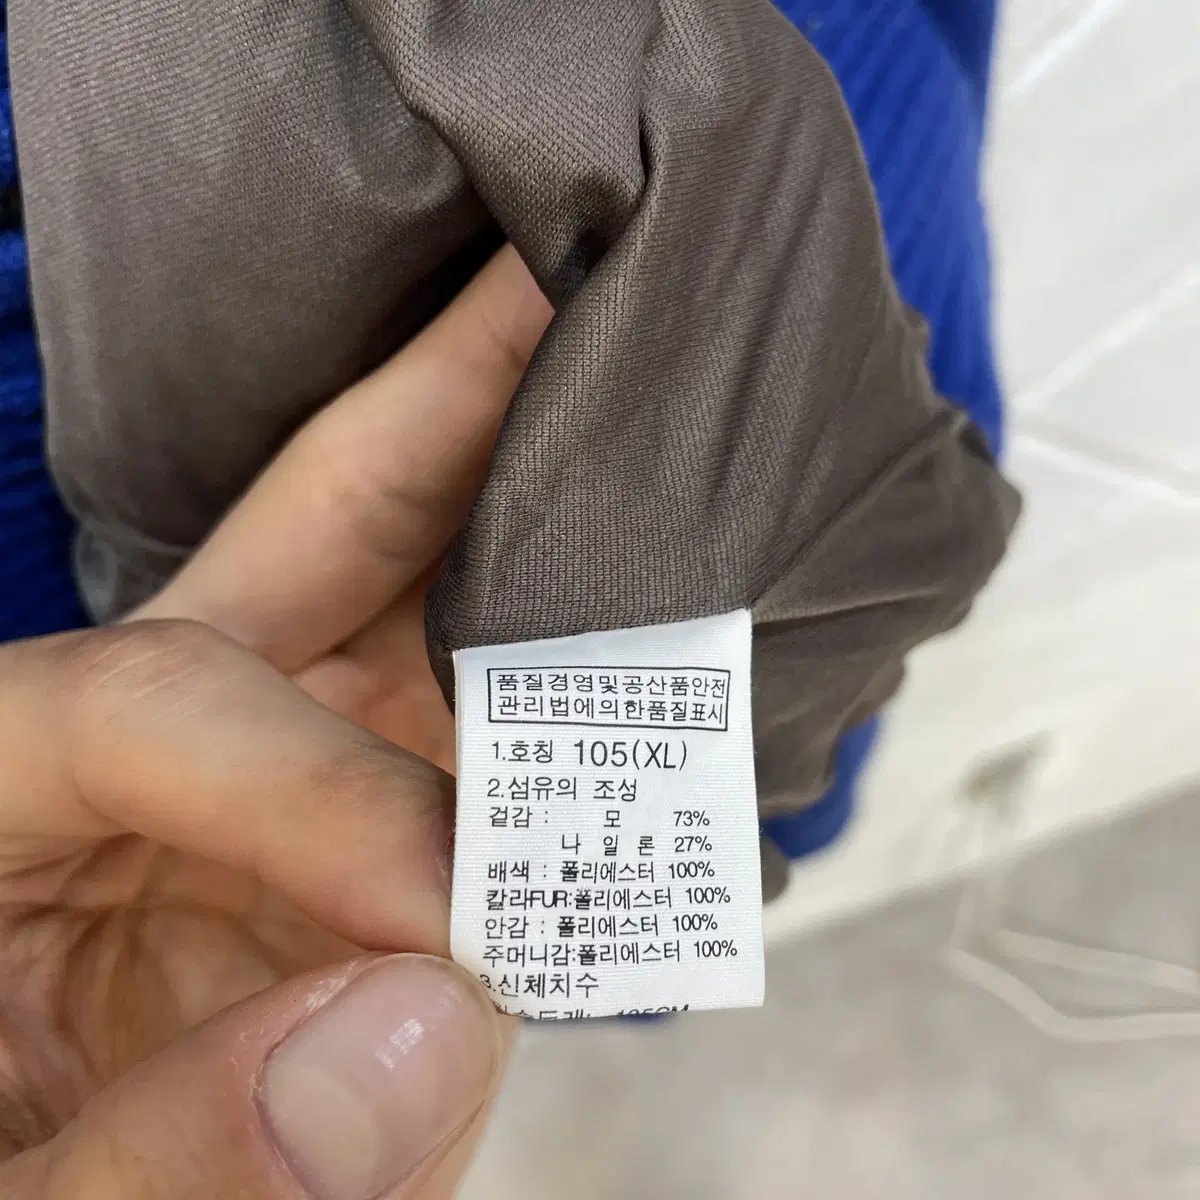 품질경영및공산품안전
관리법에의한품질표시
1.호칭 105(XL)
2.섬유의 조성
겉감 : 모 73%
나 일 론 27%
배색 : 폴리에스터 100%
칼라FUR:폴리에스터 100%
안감 : 폴리에스터 100%
주머니감:폴리에스터 100%
3.신체치수